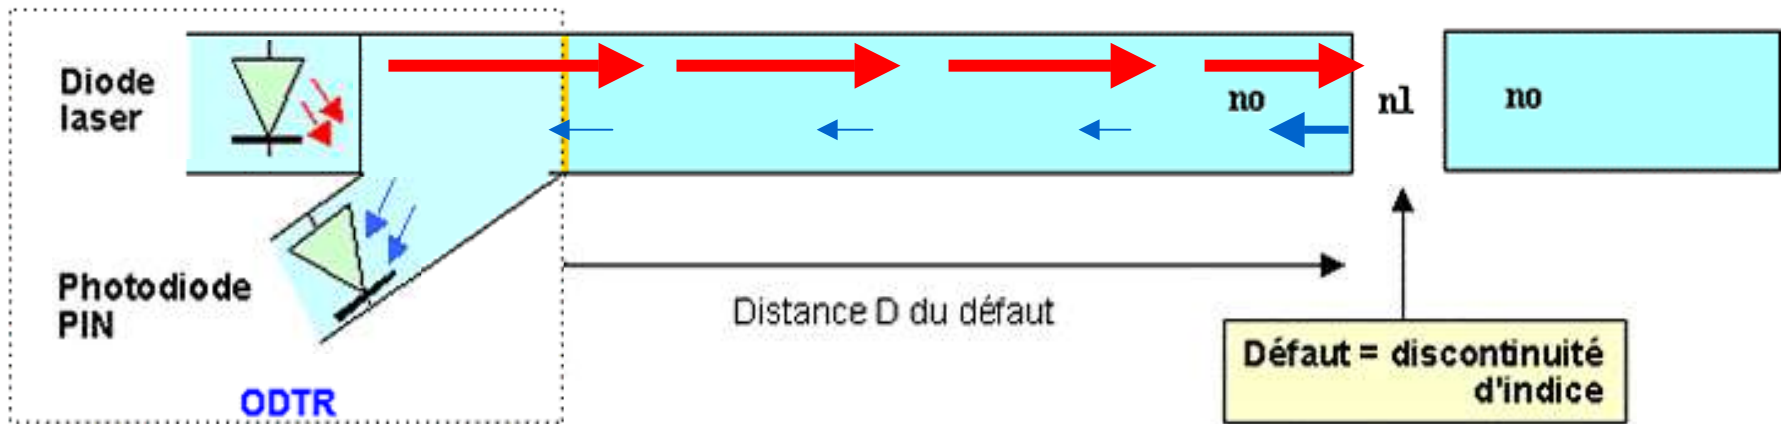 Diode
laser
no
nl
no
Photodiode
PIN
Distance D du défaut
Défaut = discontinuité
d'indice
ODTR